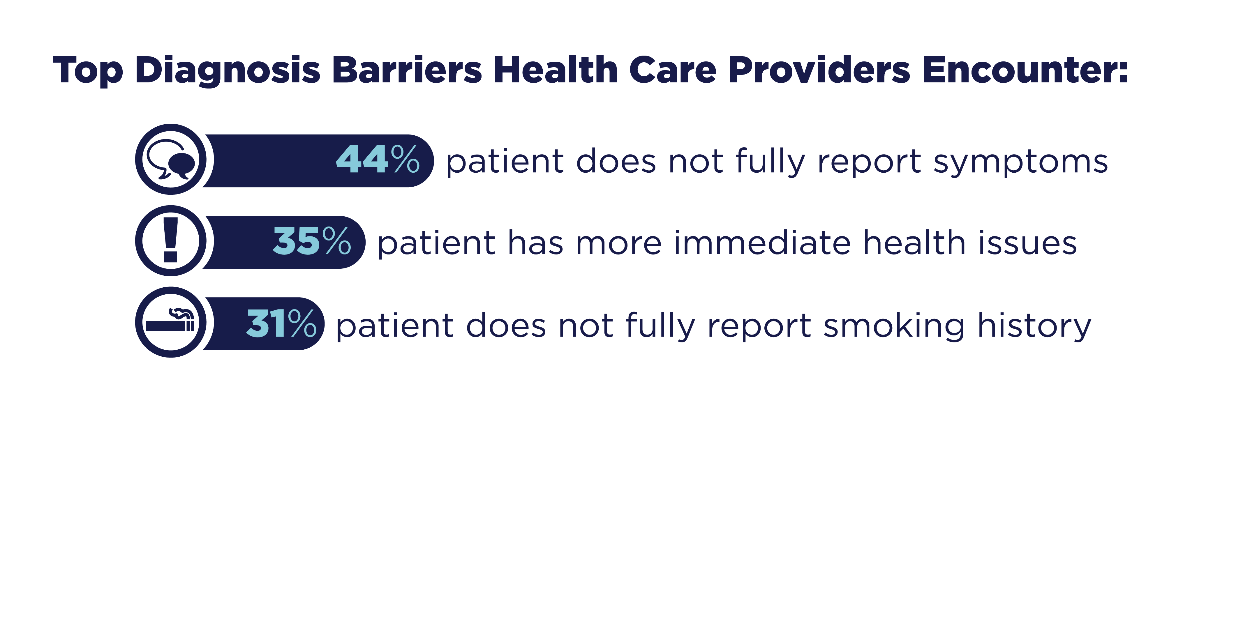 Top Diagnosis Barriers Health Care Providers Encounter:
44% patient does not fully report symptoms
35% patient has more immediate health issues
31% patient does not fully report smoking history